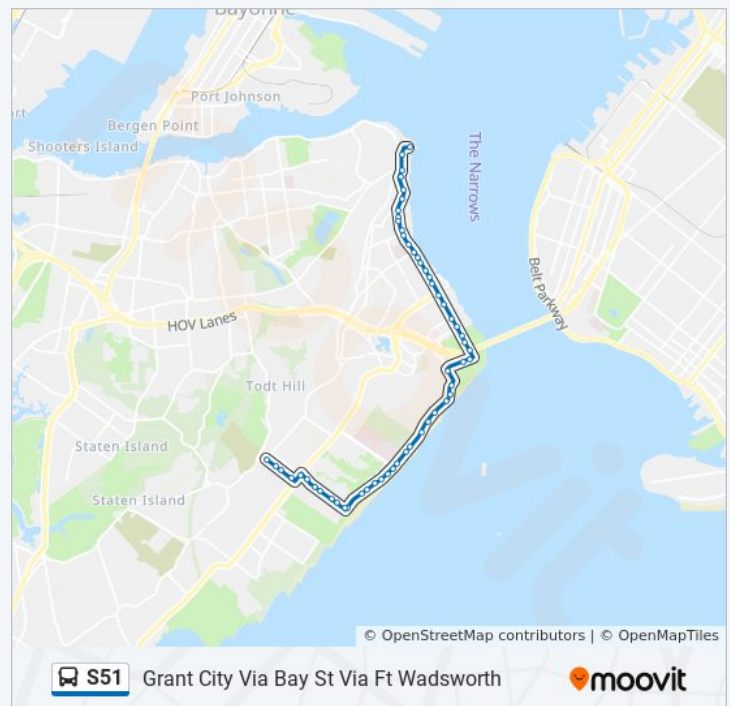 Bayonne
Port Johnson
Bergen Point
Shooters Island
The Narrows
Belt Parkway
HOV Lanes
Todt Hill
Staten Island
Staten Island
© OpenStreetMap contributors | © OpenMapTiles
S51 Grant City Via Bay St Via Ft Wadsworth
moovit